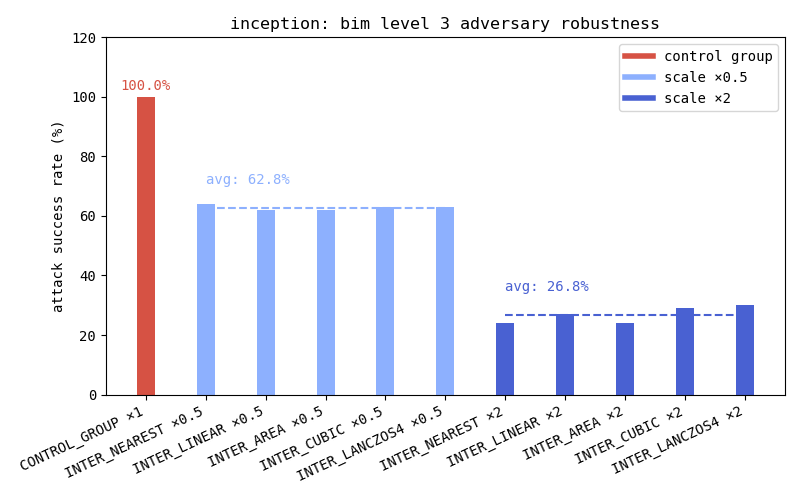 inception: bim level 3 adversary robustness
attack success rate (%)
120
100
80
60
40
20
0
100.0%
avg: 62.8%
avg: 26.8%
control group
scale ×0.5
scale ×2
CONTROL_GROUP ×1
INTER_NEAREST ×0.5
INTER_LINEAR ×0.5
INTER_AREA ×0.5
INTER_CUBIC ×0.5
INTER_LANCZOS4 ×0.5
INTER_NEAREST ×2
INTER_LINEAR ×2
INTER_AREA ×2
INTER_CUBIC ×2
INTER_LANCZOS4 ×2